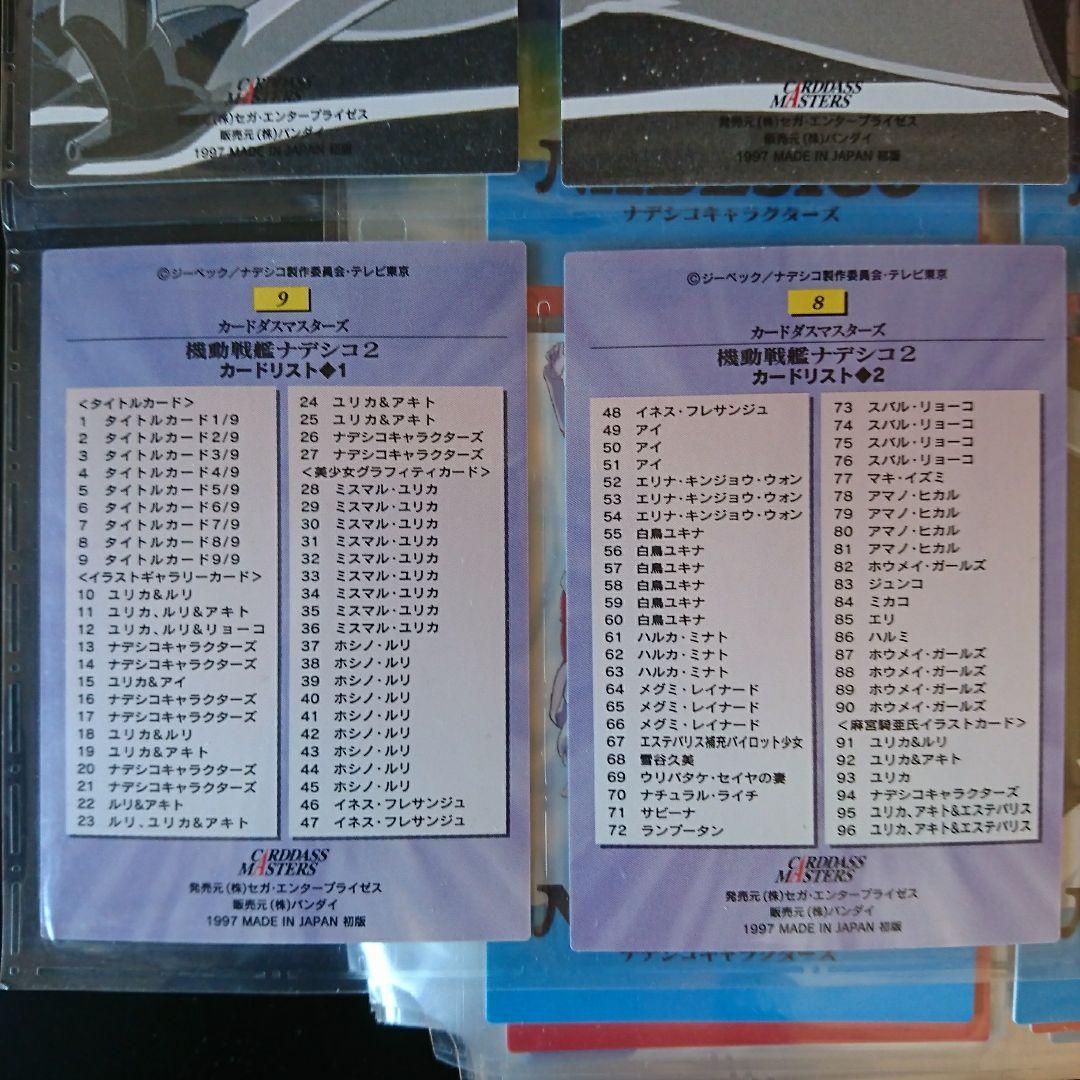 CARDDASS
MASTERS
(株)セガ・エンタープライゼス
販売元(株)バンダイ
1997 MADE IN JAPAN 初版
CARDDASS
MASTERS
発売元(株)セガ・エンタープライゼス
販売元(株)バンダイ
1997 MADE IN JAPAN 初版
ナデシコキャラクターズ
©ジーベック/ナデシコ製作委員会・テレビ東京
9
カードダスマスターズ
機動戦艦ナデシコ2
カードリスト◆1
<タイトルカード>
1 タイトルカード1/9
2 タイトルカード2/9
3 タイトルカード3/9
4 タイトルカード4/9
5 タイトルカード5/9
6 タイトルカード6/9
7 タイトルカード7/9
8 タイトルカード8/9
9 タイトルカード9/9
<イラストギャラリーカード>
10 ユリカ&ルリ
11 ユリカ、ルリ&アキト
12 ユリカ、ルリ&リョーコ
13 ナデシコキャラクターズ
14 ナデシコキャラクターズ
15 ユリカ&アイ
16 ナデシコキャラクターズ
17 ナデシコキャラクターズ
18 ユリカ&ルリ
19 ユリカ&アキト
20 ナデシコキャラクターズ
21 ナデシコキャラクターズ
22 ルリ&アキト
23 ルリ、ユリカ&アキト
24 ユリカ&アキト
25 ユリカ&アキト
26 ナデシコキャラクターズ
27 ナデシコキャラクターズ
<美少女グラフィティカード>
28 ミスマル・ユリカ
29 ミスマル・ユリカ
30 ミスマル・ユリカ
31 ミスマル・ユリカ
32 ミスマル・ユリカ
33 ミスマル・ユリカ
34 ミスマル・ユリカ
35 ミスマル・ユリカ
36 ミスマル・ユリカ
37 ホシノ・ルリ
38 ホシノ・ルリ
39 ホシノ・ルリ
40 ホシノ・ルリ
41 ホシノ・ルリ
42 ホシノ・ルリ
43 ホシノ・ルリ
44 ホシノ・ルリ
45 ホシノ・ルリ
46 イネス・フレサンジュ
47 イネス・フレサンジュ
CARDDASS
MASTERS
発売元(株)セガ・エンタープライゼス
販売元(株)バンダイ
1997 MADE IN JAPAN 初版
©ジーベック/ナデシコ製作委員会・テレビ東京
8
カードダスマスターズ
機動戦艦ナデシコ2
カードリスト◆2
48 イネス・フレサンジュ
49 アイ
50 アイ
51 アイ
52 エリナ・キンジョウ・ウォン
53 エリナ・キンジョウ・ウォン
54 エリナ・キンジョウ・ウォン
55 白鳥ユキナ
56 白鳥ユキナ
57 白鳥ユキナ
58 白鳥ユキナ
59 白鳥ユキナ
60 白鳥ユキナ
61 ハルカ・ミナト
62 ハルカ・ミナト
63 ハルカ・ミナト
64 メグミ・レイナード
65 メグミ・レイナード
66 メグミ・レイナード
67 エステバリス補充パイロット少女
68 雪谷久美
69 ウリバタケ・セイヤの妻
70 ナチュラル・ライチ
71 サビーナ
72 ランブータン
73 スバル・リョーコ
74 スバル・リョーコ
75 スバル・リョーコ
76 スバル・リョーコ
77 マキ・イズミ
78 アマノ・ヒカル
79 アマノ・ヒカル
80 アマノ・ヒカル
81 アマノ・ヒカル
82 ホウメイ・ガールズ
83 ジュンコ
84 ミカコ
85 エリ
86 ハルミ
87 ホウメイ・ガールズ
88 ホウメイ・ガールズ
89 ホウメイ・ガールズ
90 ホウメイ・ガールズ
<麻宮騎亜氏イラストカード>
91 ユリカ&ルリ
92 ユリカ&アキト
93 ユリカ
94 ナデシコキャラクターズ
95 ユリカ、アキト&エステバリス
96 ユリカ、アキト&エステバリス
CARDDASS
MASTERS
発売元(株)セガ・エンタープライゼス
販売元(株)バンダイ
1997 MADE IN JAPAN 初版
ナデシコキャラクターズ